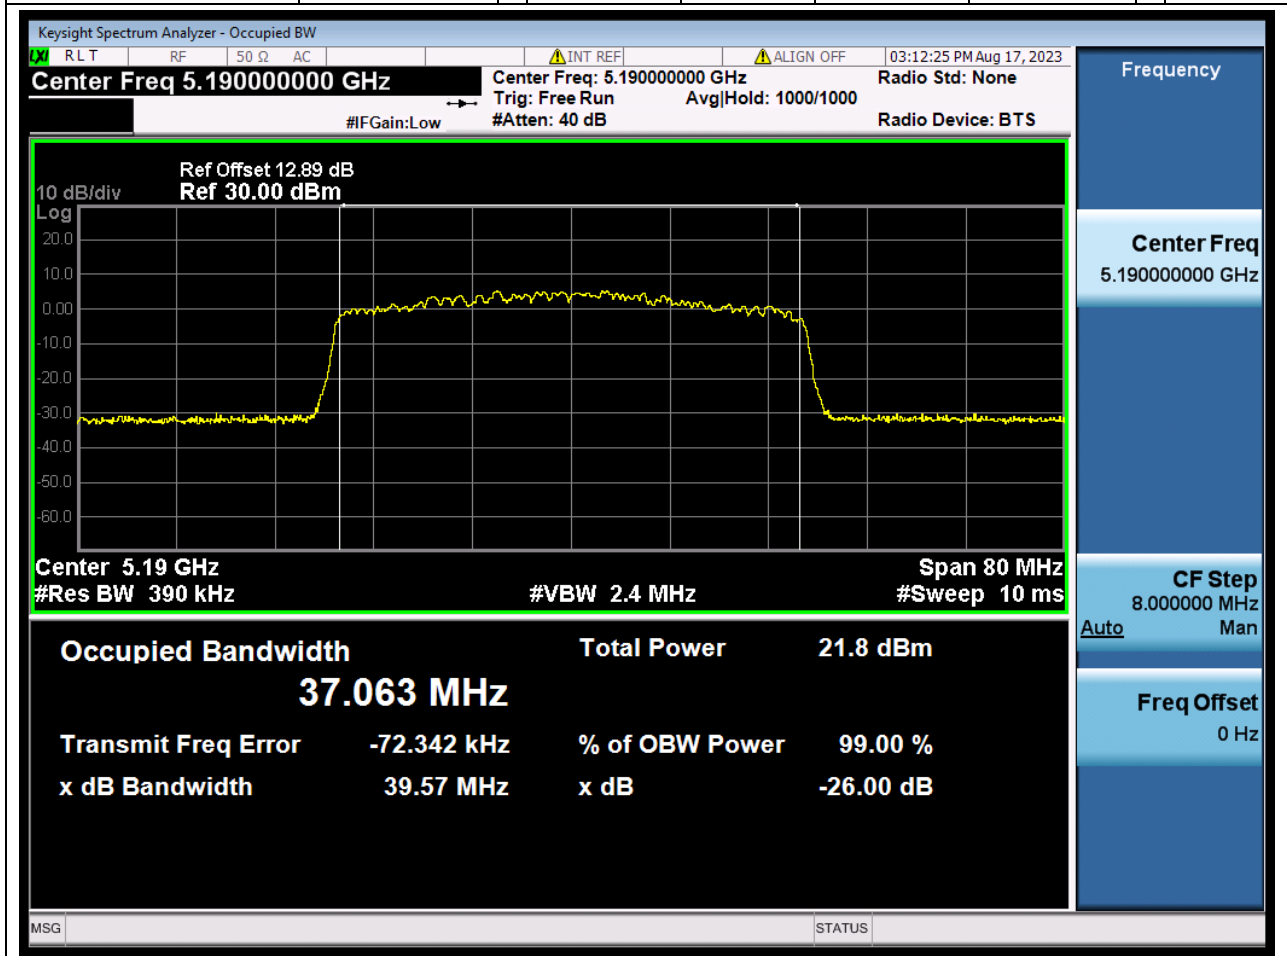 Keysight Spectrum Analyzer - Occupied BW
LXI RLT RF 50 Ω AC INT REF ALIGN OFF 03:12:25 PM Aug 17, 2023
Center Freq 5.190000000 GHz
#IFGain:Low
Center Freq: 5.190000000 GHz
Trig: Free Run Avg|Hold: 1000/1000
#Atten: 40 dB
Radio Std: None
Radio Device: BTS
Ref Offset 12.89 dB
10 dB/div Ref 30.00 dBm
Log
20.0
10.0
0.00
-10.0
-20.0
-30.0
-40.0
-50.0
-60.0
Center 5.19 GHz Span 80 MHz
#Res BW 390 kHz #VBW 2.4 MHz #Sweep 10 ms
Occupied Bandwidth Total Power 21.8 dBm
37.063 MHz
Transmit Freq Error -72.342 kHz % of OBW Power 99.00 %
x dB Bandwidth 39.57 MHz x dB -26.00 dB
MSG STATUS
Frequency
Center Freq
5.190000000 GHz
CF Step
8.000000 MHz
Auto Man
Freq Offset
0 Hz